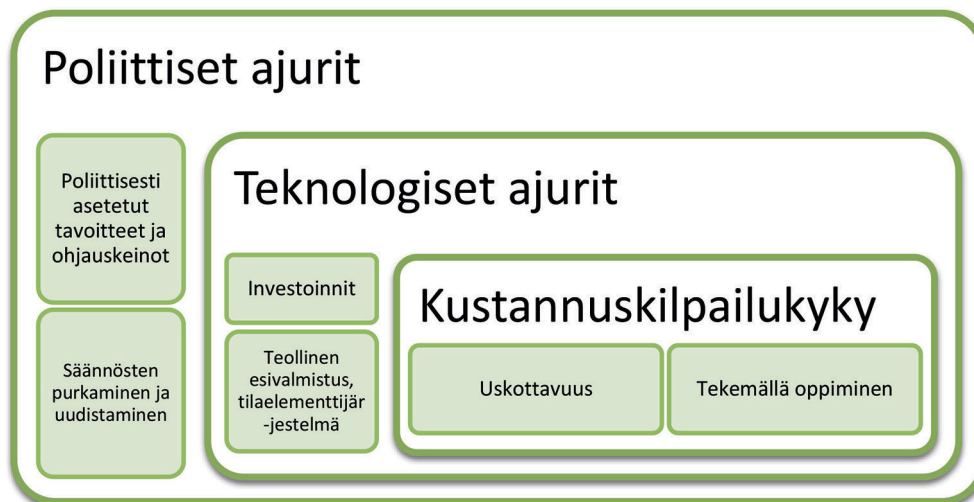 Poliittiset ajurit
Poliittisesti
asetetut
tavoitteet ja
ohjauskeinot
Säännösten
purkaminen ja
uudistaminen
Teknologiset ajurit
Investoinnit
Teollinen
esivalmistus,
tilaelementtijär
-jestelmä
Kustannuskilpailukyky
Uskottavuus
Tekemällä oppiminen